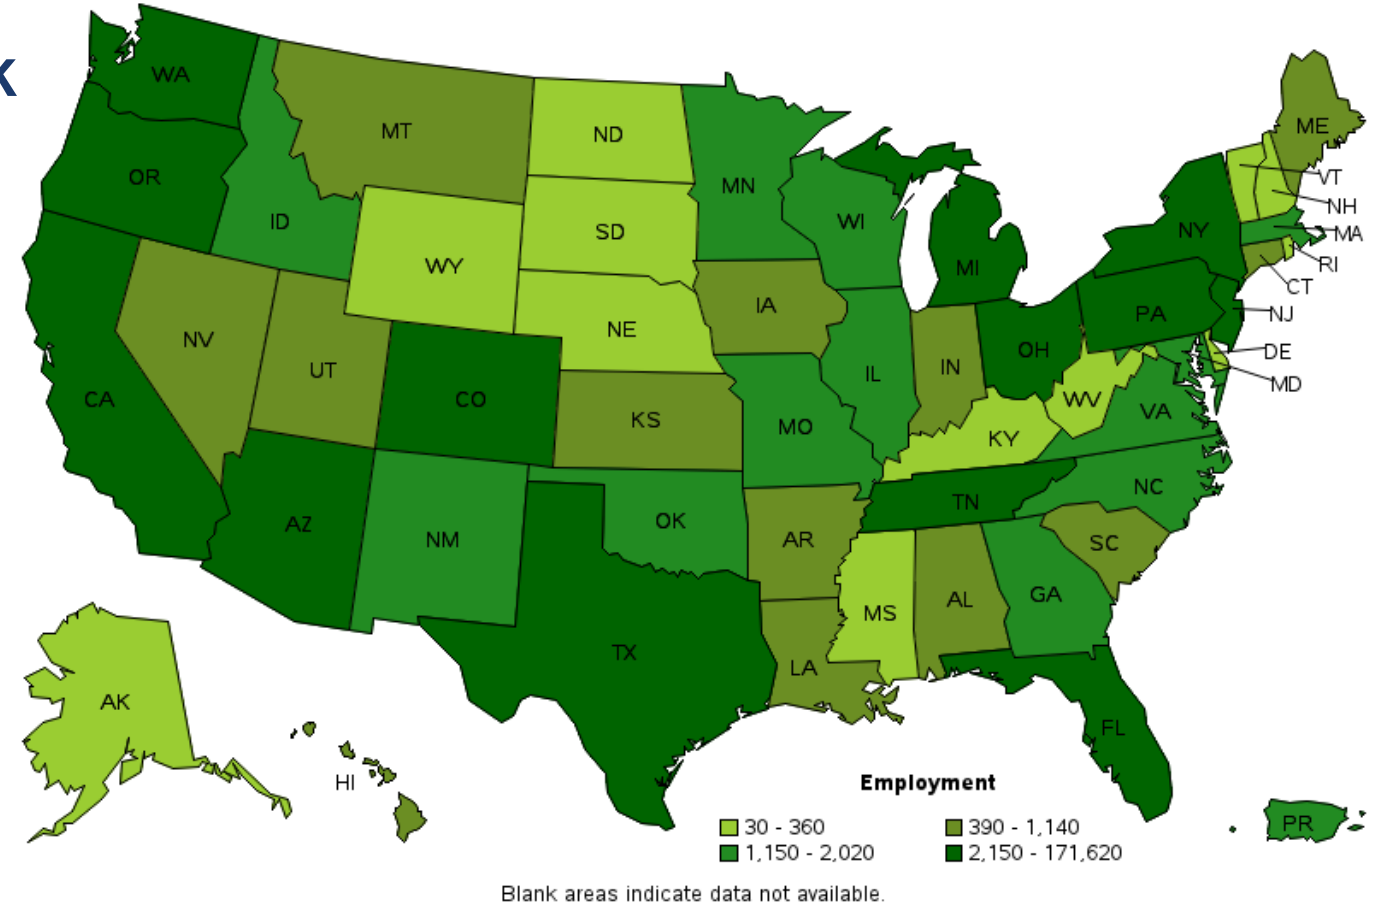 K
WA
MT
ND
ME
OR
MN
VT
ID
NH
SD
WI
NY
MA
WY
RI
MI
CT
IA
PA
NJ
NE
NV
OH
DE
UT
IN
IL
MD
CA
CO
WV
KS
VA
MO
KY
NC
TN
AZ
OK
NM
AR
SC
GA
AL
MS
TX
LA
AK
FL
HI
Employment
PR
30 - 360
390 - 1,140
1,150 - 2,020
2,150 - 171,620
Blank areas indicate data not available.